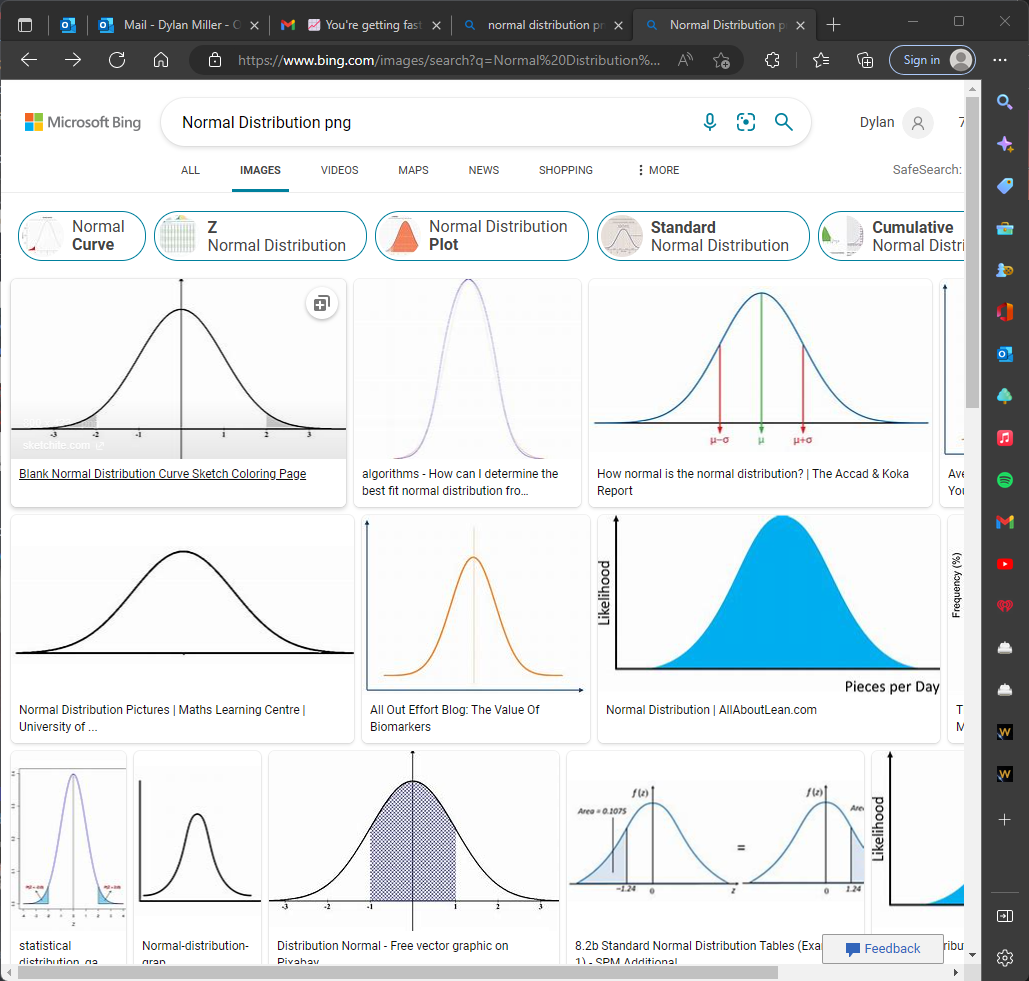 Mail - Dylan Miller - O
You're getting fast
normal distribution pn
Normal Distribution p
https://www.bing.com/images/search?q=Normal%20Distribution%...
Sign in
Microsoft Bing
Normal Distribution png
Dylan
7
ALL
IMAGES
VIDEOS
MAPS
NEWS
SHOPPING
MORE
SafeSearch:
Normal
Curve
Z
Normal Distribution
Normal Distribution
Plot
Standard
Normal Distribution
Cumulative
Normal Distri
-3 -2 -1 1 2 3
μ−σ μ μ+σ
Blank Normal Distribution Curve Sketch Coloring Page
algorithms - How can I determine the
best fit normal distribution fro...
How normal is the normal distribution? | The Accad & Koka
Report
Ave
You
Likelihood
Pieces per Day
Frequency (%)
Normal Distribution Pictures | Maths Learning Centre |
University of ...
All Out Effort Blog: The Value Of
Biomarkers
Normal Distribution | AllAboutLean.com
T
M
-3 -2 -1 1 2 3
f(z)
Area = 0.1075
-1.24 0 z
=
f(z)
Are
0 1.24
Likelihood
statistical
distribution, ga
Normal-distribution-
grap
Distribution Normal - Free vector graphic on
Pixabay
8.2b Standard Normal Distribution Tables (Exa
1) - SPM Additional
ribut
Feedback